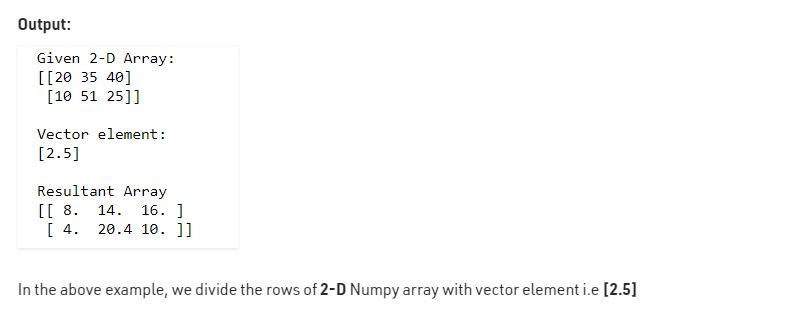 Output:
Given 2-D Array:
[[20 35 40]
[10 51 25]]
Vector element:
[2.5]
Resultant Array
[[ 8.  14.  16. ]
[ 4.  20.4 10. ]]
In the above example, we divide the rows of 2-D Numpy array with vector element i.e [2.5]